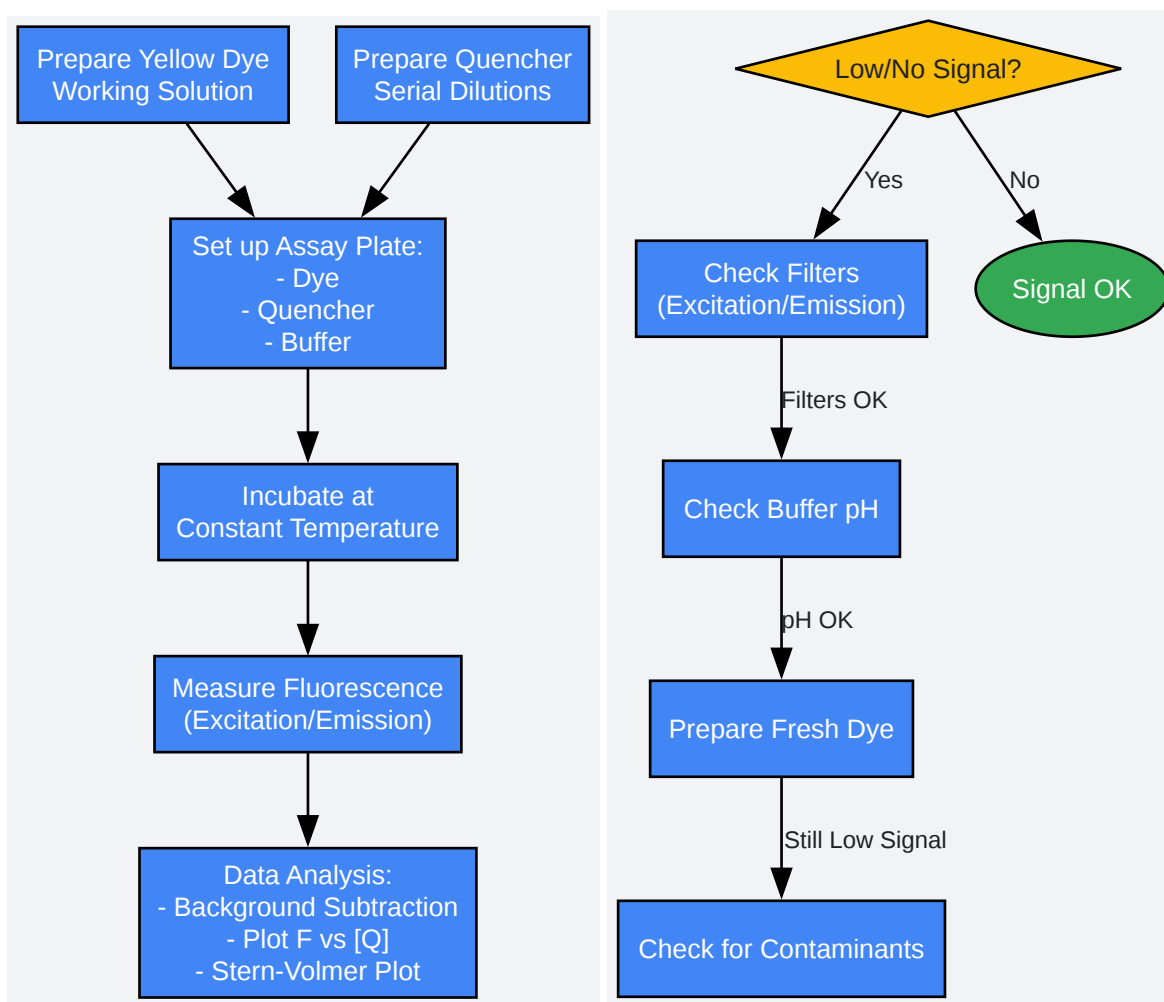 Prepare Yellow Dye
Working Solution
Prepare Quencher
Serial Dilutions
Set up Assay Plate:
- Dye
- Quencher
- Buffer
Incubate at
Constant Temperature
Measure Fluorescence
(Excitation/Emission)
Data Analysis:
- Background Subtraction
- Plot F vs [Q]
- Stern-Volmer Plot
Low/No Signal?
Yes
No
Check Filters
(Excitation/Emission)
Signal OK
Filters OK
Check Buffer pH
pH OK
Prepare Fresh Dye
Still Low Signal
Check for Contaminants